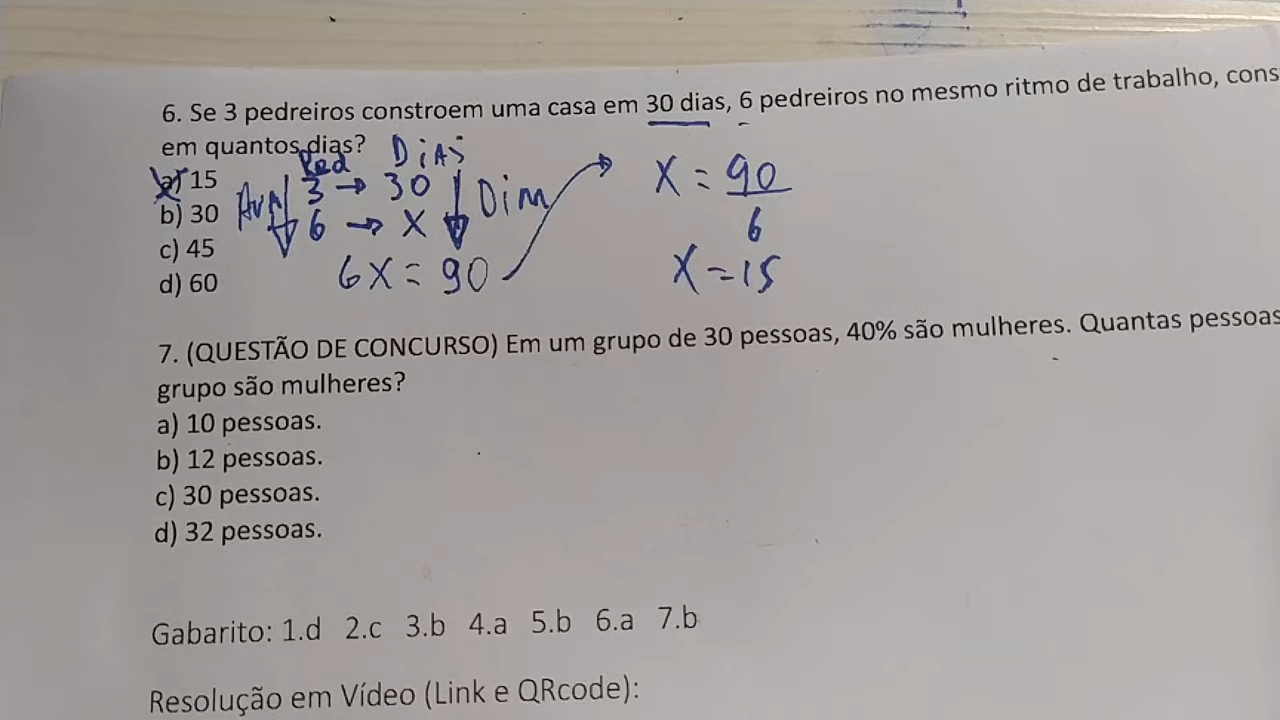 6. Se 3 pedreiros constroem uma casa em 30 dias, 6 pedreiros no mesmo ritmo de trabalho, cons
em quantos dias?
Ped DiAs
a) 15
3 → 30
Dim
b) 30
6 → X
c) 45
6X = 90
d) 60
X = 90
6
X = 15
7. (QUESTÃO DE CONCURSO) Em um grupo de 30 pessoas, 40% são mulheres. Quantas pessoas
grupo são mulheres?
a) 10 pessoas.
b) 12 pessoas.
c) 30 pessoas.
d) 32 pessoas.
Gabarito: 1.d 2.c 3.b 4.a 5.b 6.a 7.b
Resolução em Vídeo (Link e QRcode):